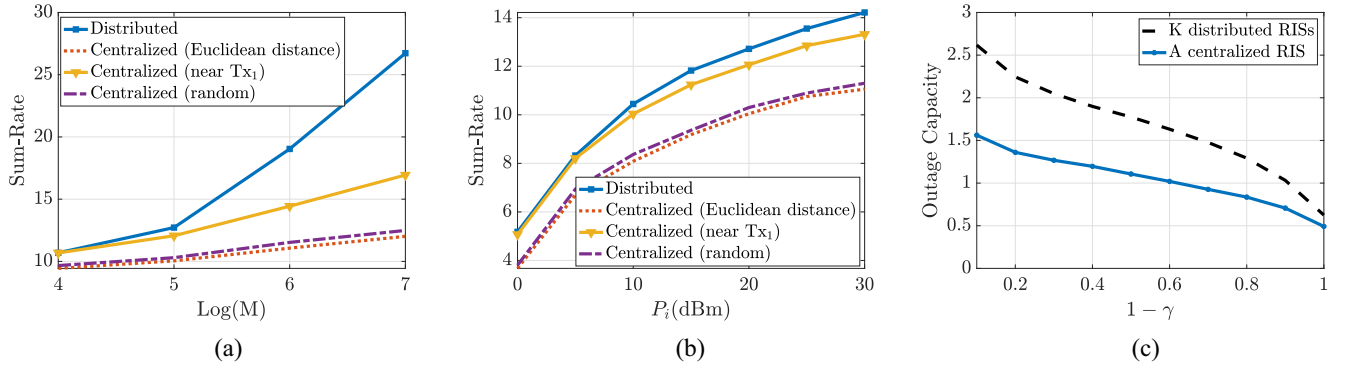 30
25
20
15
10
Sum-Rate
Distributed
Centralized (Euclidean distance)
Centralized (near Tx₁)
Centralized (random)
4 5 6 7
Log(M)
(a)
14
12
10
8
6
4
Sum-Rate
Distributed
Centralized (Euclidean distance)
Centralized (near Tx₁)
Centralized (random)
0 10 20 30
Pᵢ(dBm)
(b)
3
2.5
2
1.5
1
0.5
0
Outage Capacity
K distributed RISs
A centralized RIS
0.2 0.4 0.6 0.8 1
1 − γ
(c)